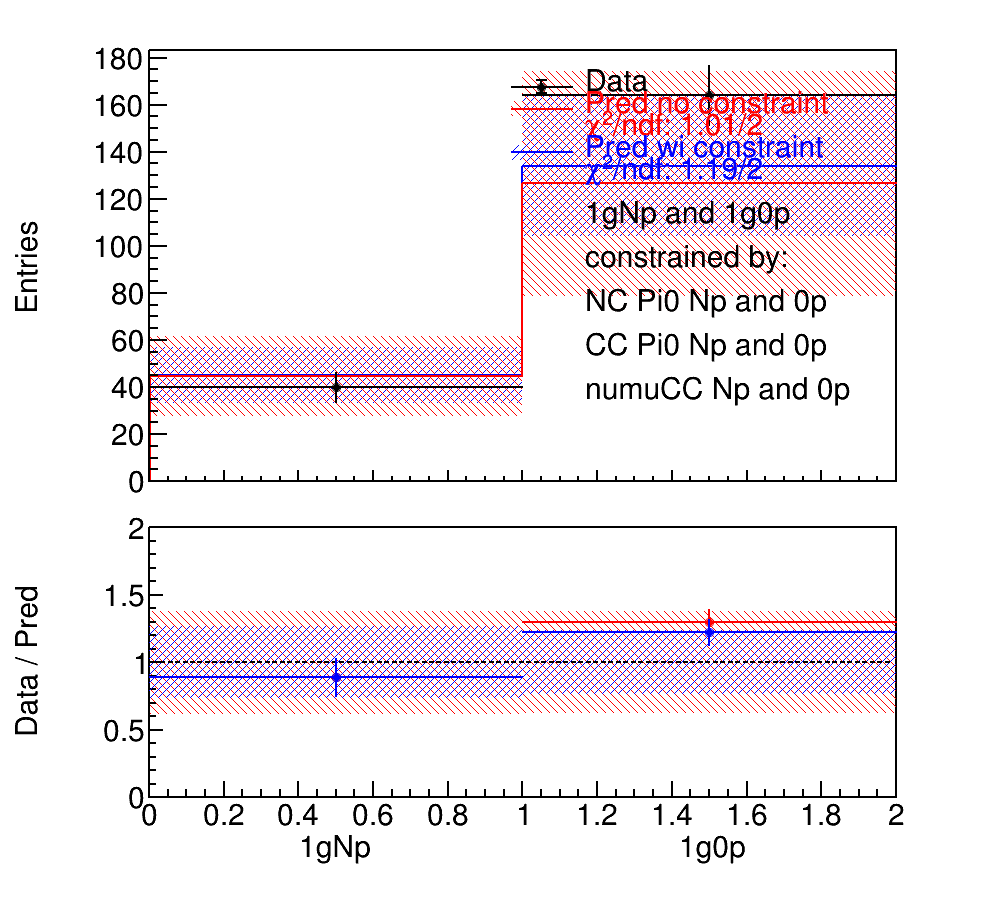 180
160
140
120
100
80
60
40
20
0
Entries
Data
Pred no constraint
χ²/ndf: 1.01/2
Pred wi constraint
χ²/ndf: 1.19/2
1gNp and 1g0p
constrained by:
NC Pi0 Np and 0p
CC Pi0 Np and 0p
numuCC Np and 0p
2
1.5
1
0.5
0
Data / Pred
0 0.2 0.4 0.6 0.8 1 1.2 1.4 1.6 1.8 2
1gNp 1g0p